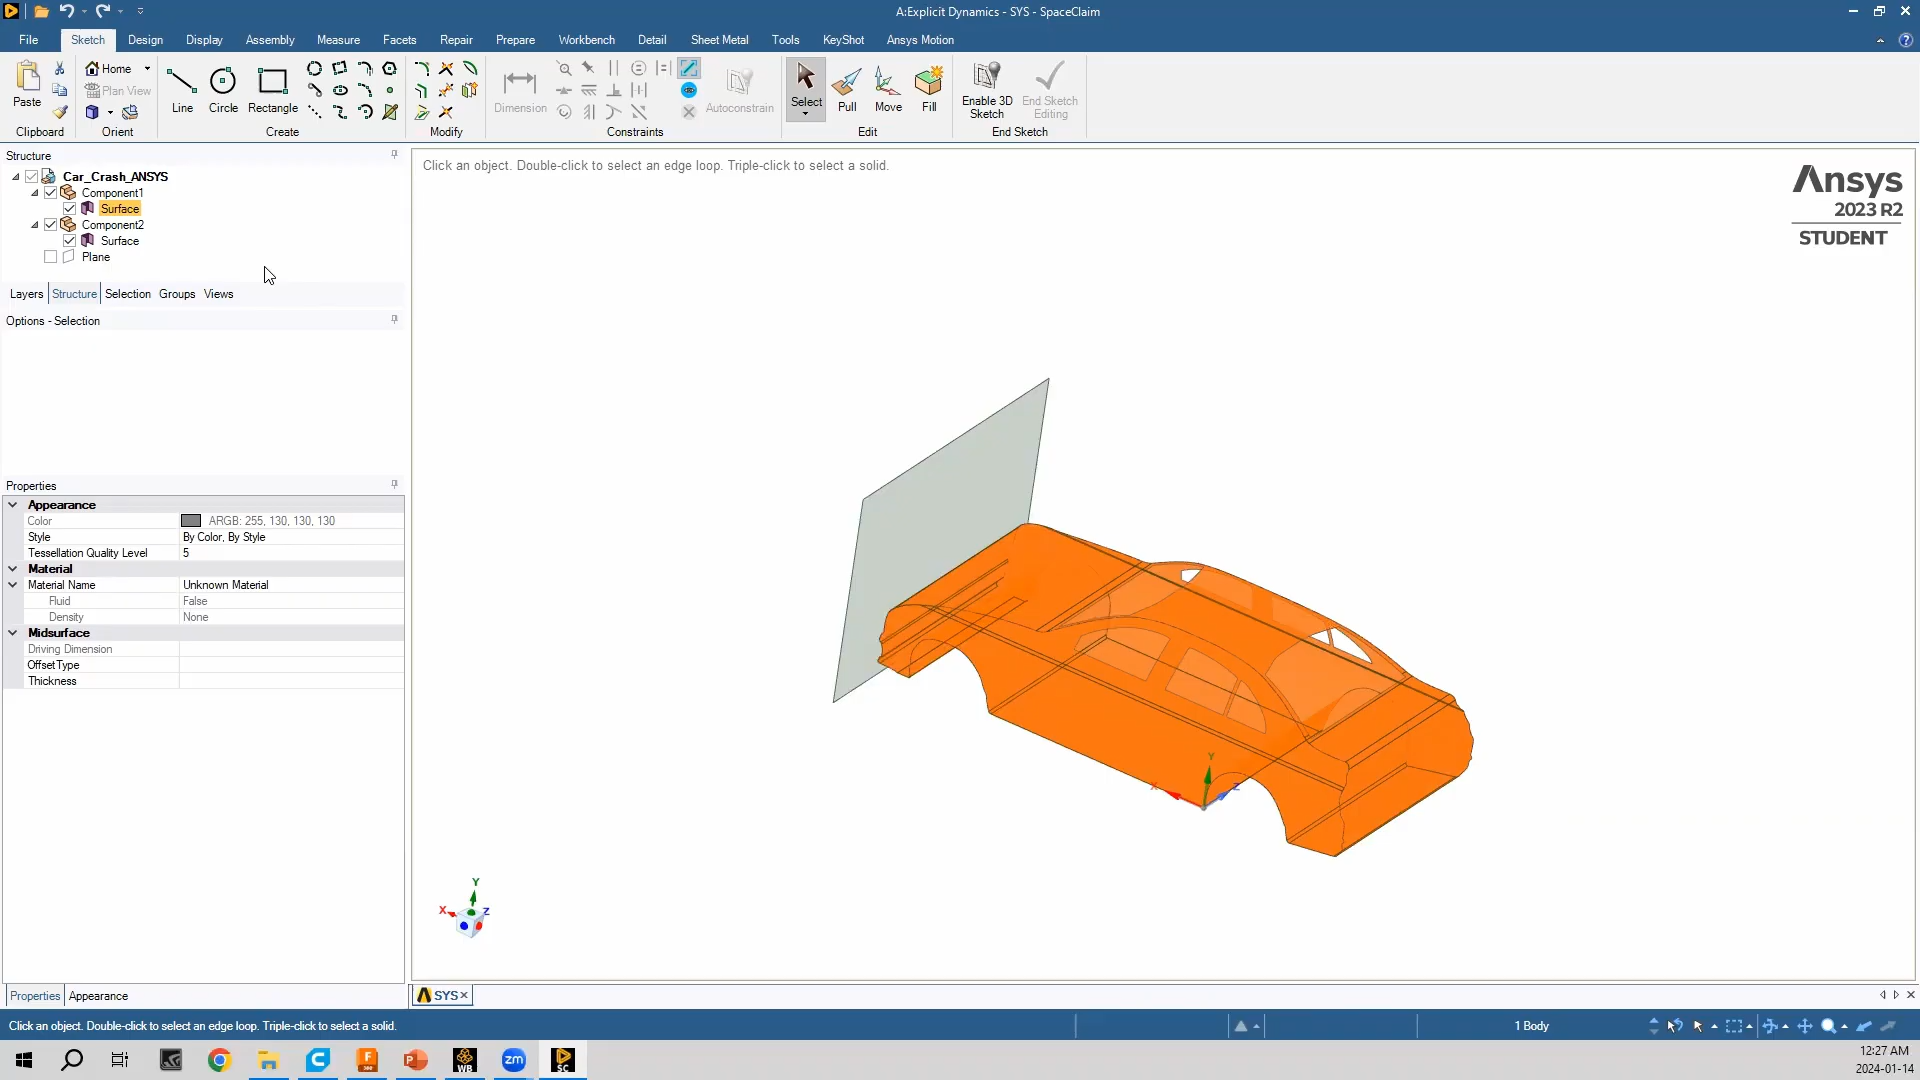 A:Explicit Dynamics - SYS - SpaceClaim
File Sketch Design Display Assembly Measure Facets Repair Prepare Workbench Detail Sheet Metal Tools KeyShot Ansys Motion
Paste
Home
Plan View
Line Circle Rectangle
Dimension
Autoconstrain
Select Pull Move Fill
Enable 3D Sketch
End Sketch Editing
Clipboard Orient Create Modify Constraints Edit End Sketch
Structure
Car_Crash_ANSYS
Component1
Surface
Component2
Surface
Plane
Layers Structure Selection Groups Views
Options - Selection
Properties
Appearance
Color ARGB: 255, 130, 130, 130
Style By Color, By Style
Tessellation Quality Level 5
Material
Material Name Unknown Material
Fluid False
Density None
Midsurface
Driving Dimension
OffsetType
Thickness
Properties Appearance
Click an object. Double-click to select an edge loop. Triple-click to select a solid.
Ansys
2023 R2
STUDENT
Y
X Z
Y
X Z
SYS
Click an object. Double-click to select an edge loop. Triple-click to select a solid.
1 Body
WB
zm
SC
12:27 AM
2024-01-14